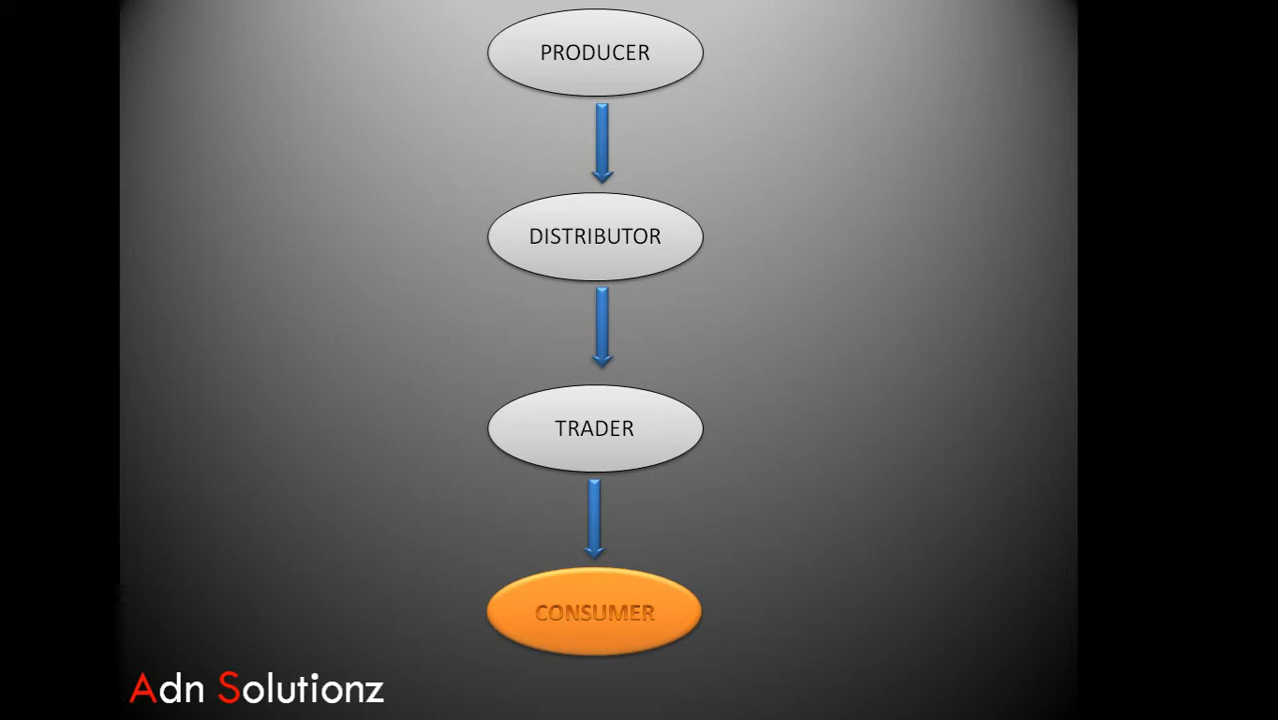 PRODUCER
DISTRIBUTOR
TRADER
CONSUMER
Adn Solutionz